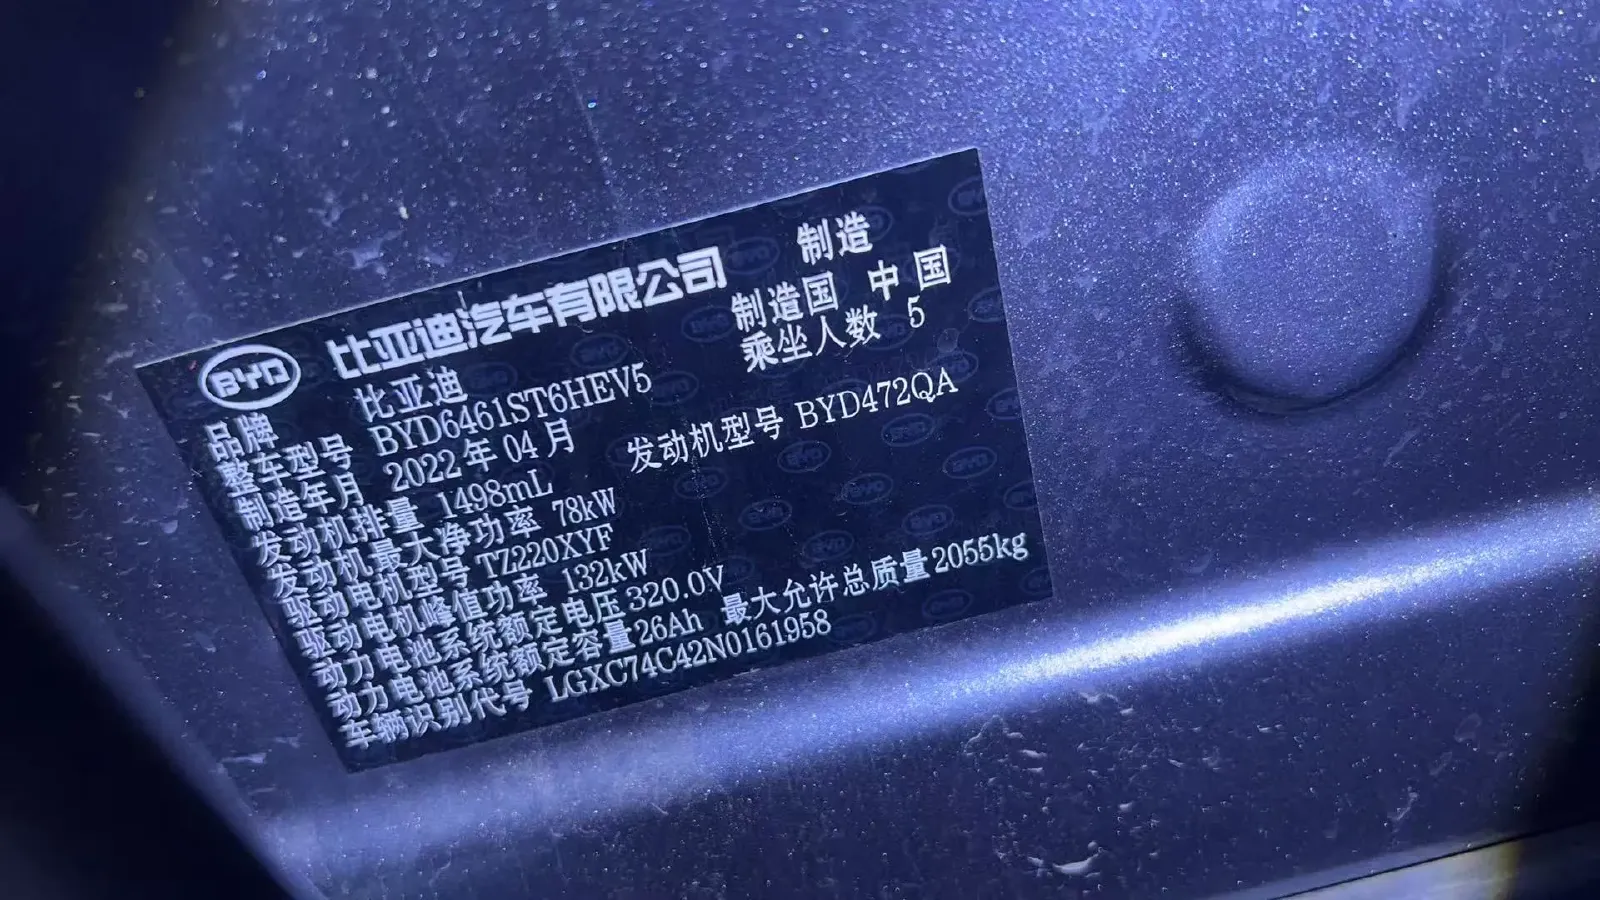 BYD 比亚迪汽车有限公司 制造
品牌 比亚迪 制造国 中国
整车型号 BYD6461ST6HEV5 乘坐人数 5
制造年月 2022年04月
发动机排量 1498mL 发动机型号 BYD472QA
发动机最大净功率 78kW
驱动电机型号 TZ220XYF
驱动电机峰值功率 132kW
动力电池系统额定电压 320.0V
动力电池系统额定容量 26Ah 最大允许总质量 2055kg
车辆识别代号 LGXC74C42N0161958